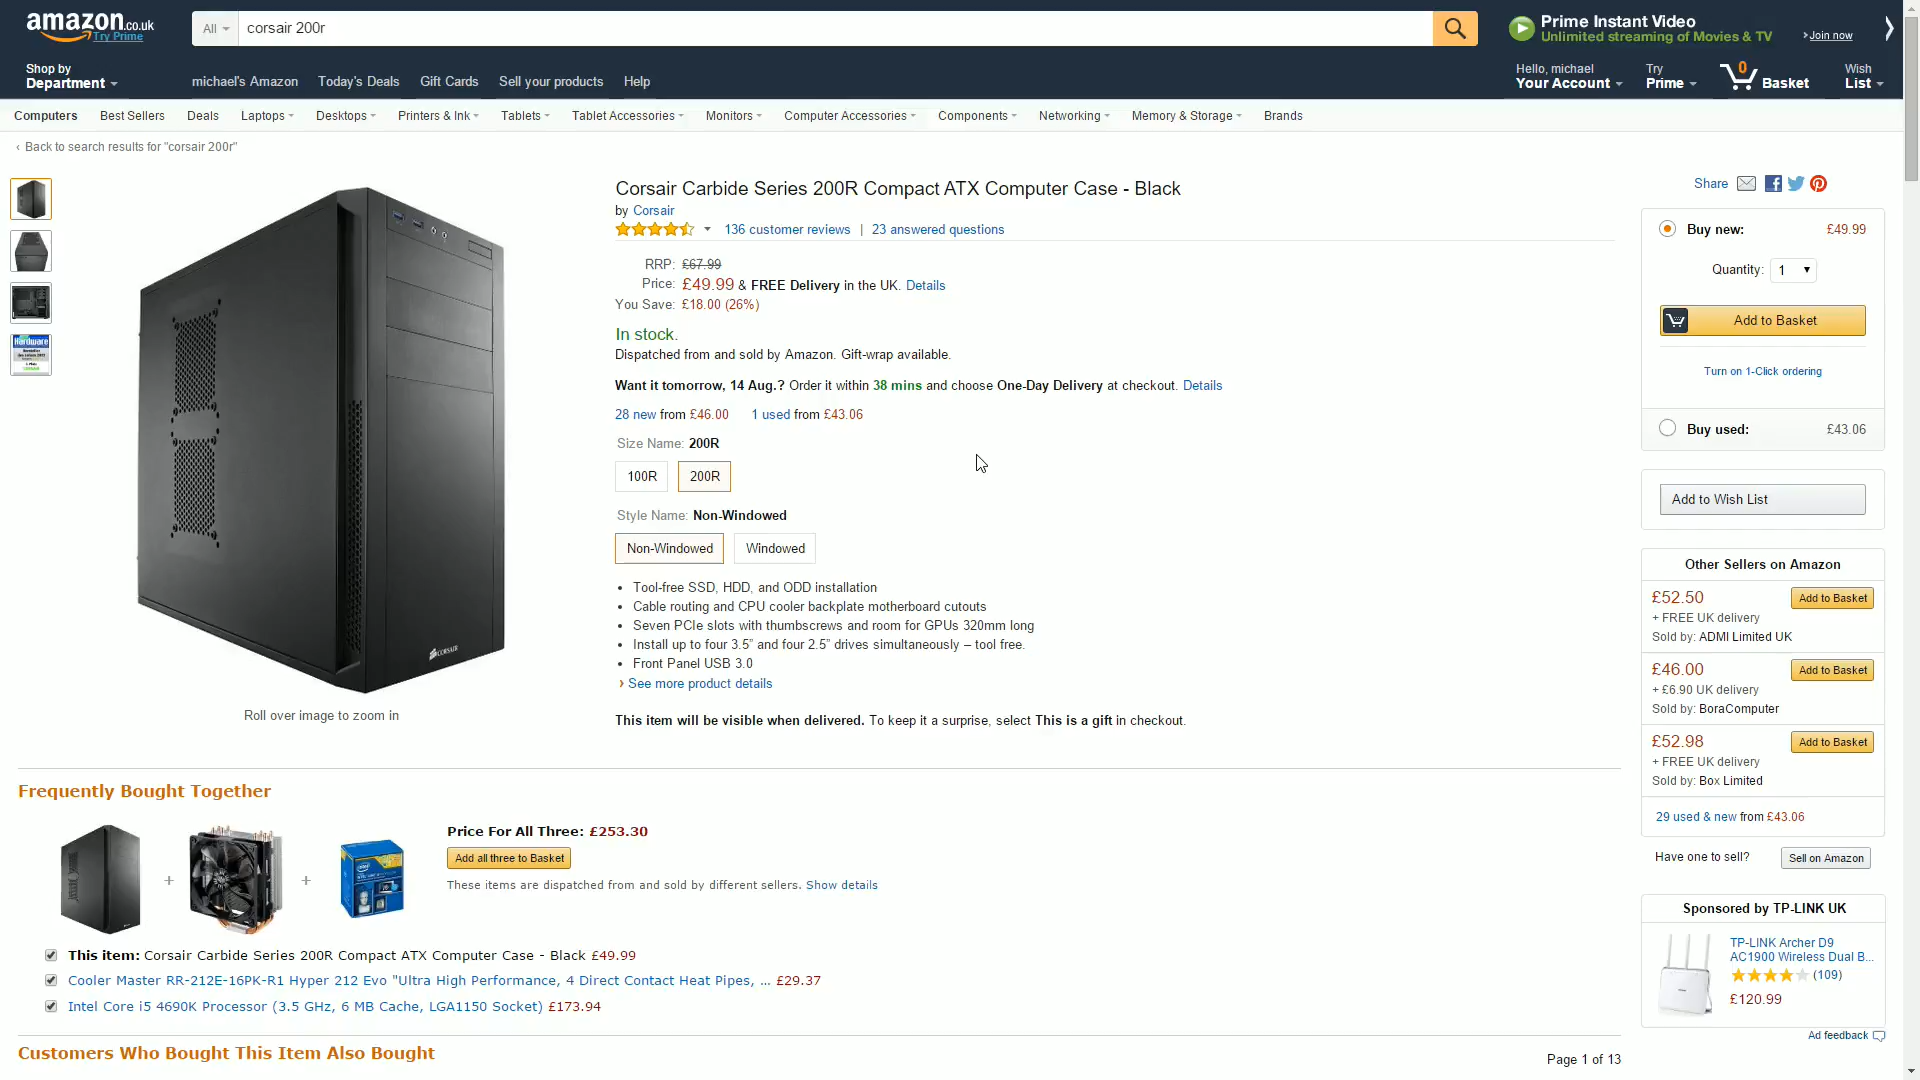 amazon.co.uk
Try Prime
All
corsair 200r
Prime Instant Video
Unlimited streaming of Movies & TV
› Join now
Shop by
Department
michael's Amazon
Today's Deals
Gift Cards
Sell your products
Help
Hello, michael
Your Account
Try
Prime
0
Basket
Wish
List
Computers
Best Sellers
Deals
Laptops
Desktops
Printers & Ink
Tablets
Tablet Accessories
Monitors
Computer Accessories
Components
Networking
Memory & Storage
Brands
‹ Back to search results for "corsair 200r"
Hardware
CORSAIR
Roll over image to zoom in
Corsair Carbide Series 200R Compact ATX Computer Case - Black
by Corsair
136 customer reviews | 23 answered questions
RRP: £67.99
Price: £49.99 & FREE Delivery in the UK. Details
You Save: £18.00 (26%)
In stock.
Dispatched from and sold by Amazon. Gift-wrap available.
Want it tomorrow, 14 Aug.? Order it within 38 mins and choose One-Day Delivery at checkout. Details
28 new from £46.00 1 used from £43.06
Size Name: 200R
100R
200R
Style Name: Non-Windowed
Non-Windowed
Windowed
• Tool-free SSD, HDD, and ODD installation
• Cable routing and CPU cooler backplate motherboard cutouts
• Seven PCIe slots with thumbscrews and room for GPUs 320mm long
• Install up to four 3.5” and four 2.5” drives simultaneously – tool free.
• Front Panel USB 3.0
› See more product details
This item will be visible when delivered. To keep it a surprise, select This is a gift in checkout.
Share
Buy new: £49.99
Quantity: 1
Add to Basket
Turn on 1-Click ordering
Buy used: £43.06
Add to Wish List
Other Sellers on Amazon
£52.50
Add to Basket
+ FREE UK delivery
Sold by: ADMI Limited UK
£46.00
Add to Basket
+ £6.90 UK delivery
Sold by: BoraComputer
£52.98
Add to Basket
+ FREE UK delivery
Sold by: Box Limited
29 used & new from £43.06
Have one to sell?
Sell on Amazon
Sponsored by TP-LINK UK
TP-LINK Archer D9
AC1900 Wireless Dual B...
(109)
£120.99
Ad feedback
Frequently Bought Together
+
+
Price For All Three: £253.30
Add all three to Basket
These items are dispatched from and sold by different sellers. Show details
This item: Corsair Carbide Series 200R Compact ATX Computer Case - Black £49.99
Cooler Master RR-212E-16PK-R1 Hyper 212 Evo "Ultra High Performance, 4 Direct Contact Heat Pipes, ... £29.37
Intel Core i5 4690K Processor (3.5 GHz, 6 MB Cache, LGA1150 Socket) £173.94
Customers Who Bought This Item Also Bought
Page 1 of 13